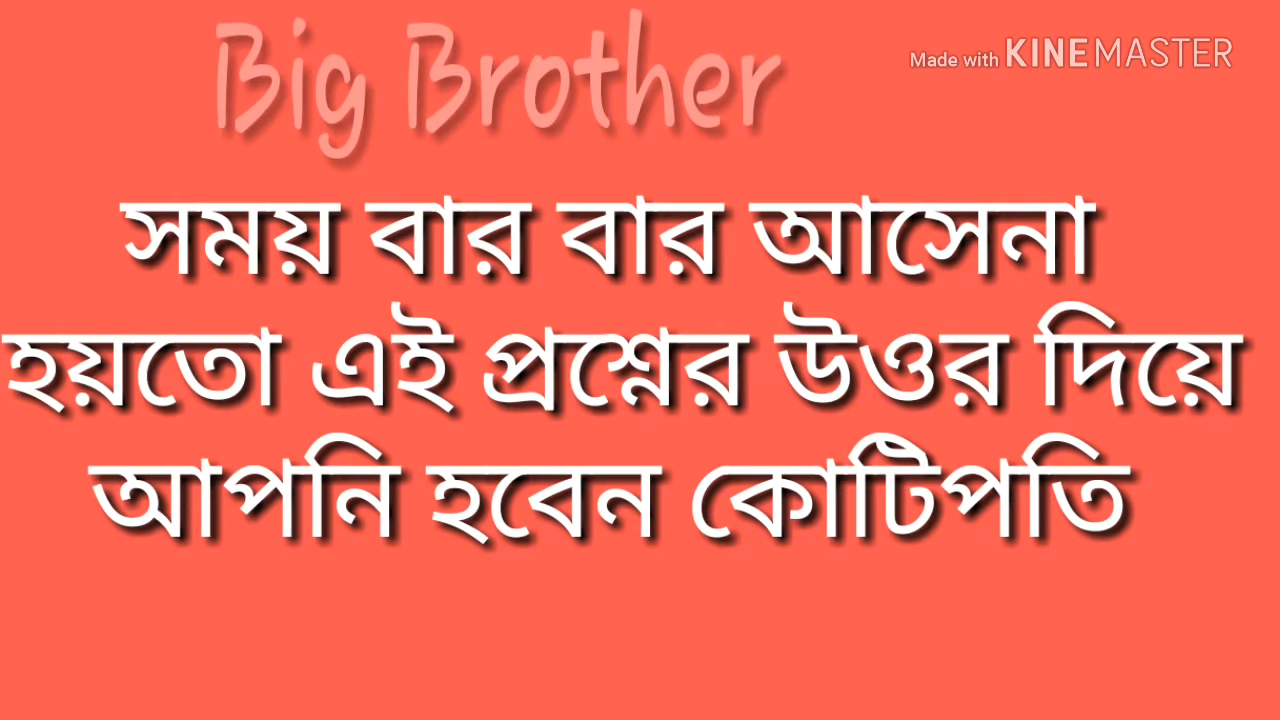 Big Brother
Made with KINEMASTER
সময় বার বার আসেনা
হয়তো এই প্রশ্নের উওর দিয়ে
আপনি হবেন কোটিপতি